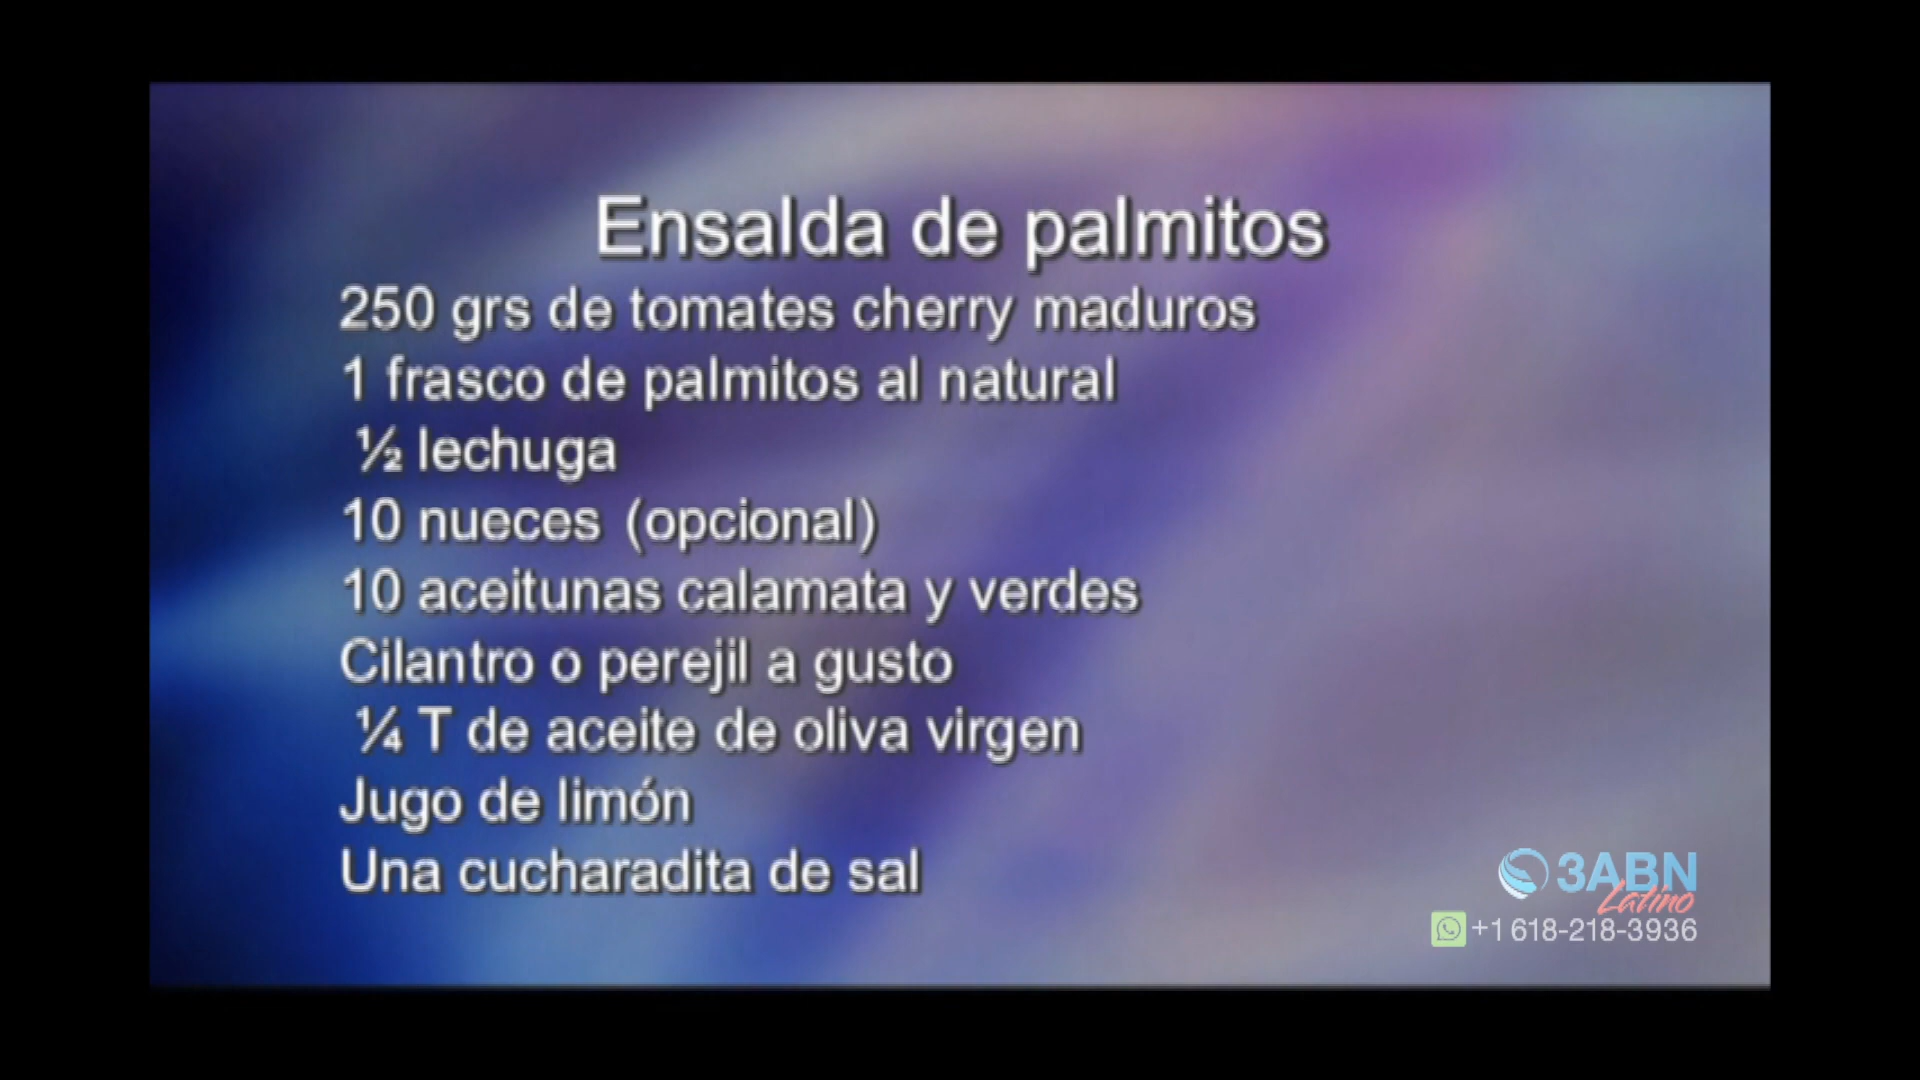 Ensalda de palmitos
250 grs de tomates cherry maduros
1 frasco de palmitos al natural
½ lechuga
10 nueces (opcional)
10 aceitunas calamata y verdes
Cilantro o perejil a gusto
¼ T de aceite de oliva virgen
Jugo de limón
Una cucharadita de sal
3ABN
Latino
+1 618-218-3936